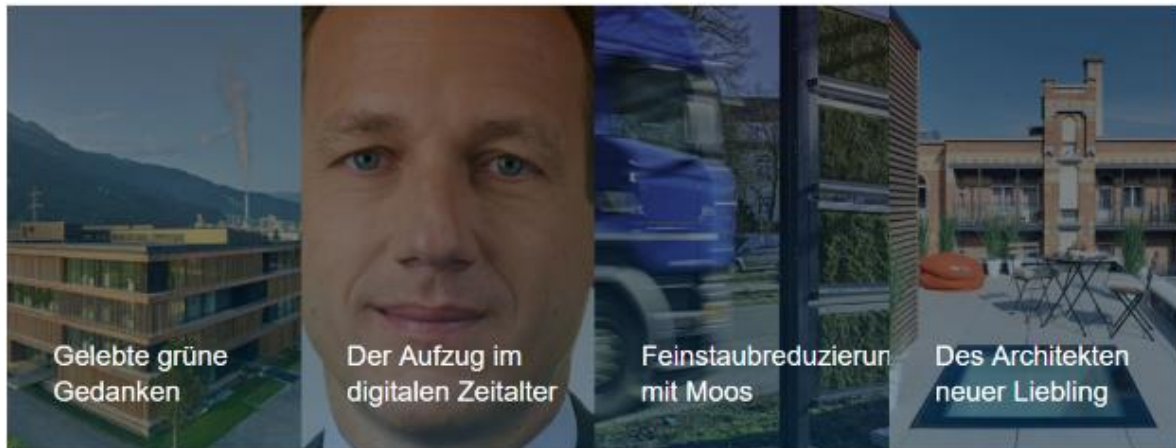 Gelebte grüne
Gedanken
Der Aufzug im
digitalen Zeitalter
Feinstaubreduzierun
mit Moos
Des Architekten
neuer Liebling